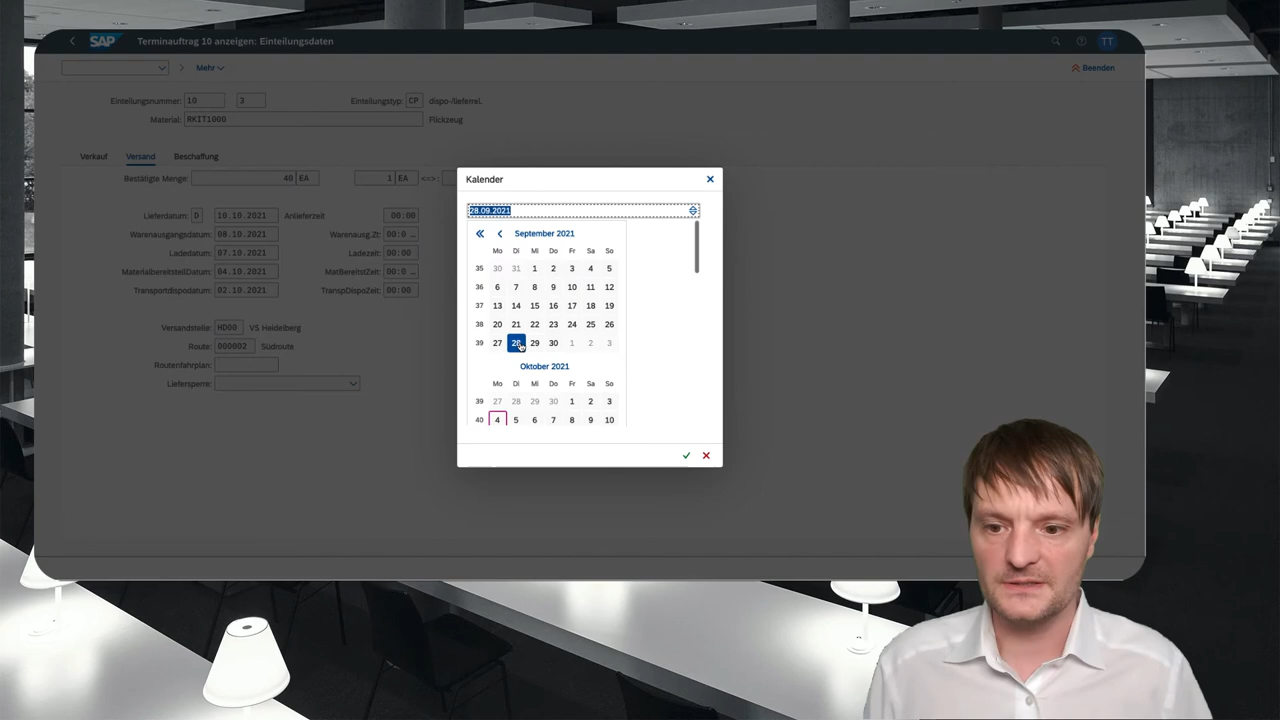 SAP Terminauftrag 10 anzeigen: Einteilungsdaten TT
Mehr Beenden
Einteilungsnummer: 10 3 Einteilungstyp: CP dispo-/lieferrel.
Material: RKIT1000 Flickzeug
Verkauf Versand Beschaffung
Bestätigte Menge: 40 EA 1 EA <=>:
Lieferdatum: D 10.10.2021 Anlieferzeit 00:00
Warenausgangsdatum: 08.10.2021 Warenausg.Zt: 00:0 ...
Ladedatum: 07.10.2021 Ladezeit: 00:00
MaterialbereitstellDatum: 04.10.2021 MatBereitstZeit: 00:0 ...
Transportdispodatum: 02.10.2021 TranspDispoZeit: 00:00
Versandstelle: HD00 VS Heidelberg
Route: 000002 Südroute
Routenfahrplan:
Liefersperre:
Kalender
28.09.2021
September 2021
Mo Di Mi Do Fr Sa So
35 30 31 1 2 3 4 5
36 6 7 8 9 10 11 12
37 13 14 15 16 17 18 19
38 20 21 22 23 24 25 26
39 27 28 29 30 1 2 3
Oktober 2021
Mo Di Mi Do Fr Sa So
39 27 28 29 30 1 2 3
40 4 5 6 7 8 9 10